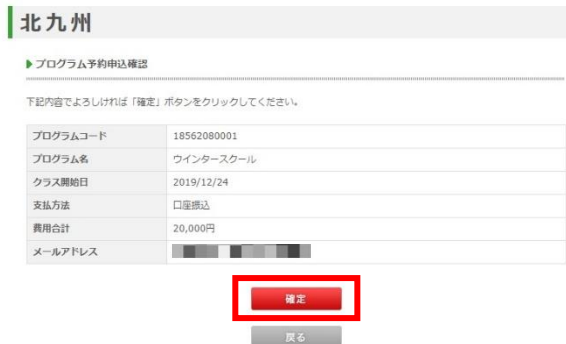 北九州
プログラム予約申込確認
下記内容でよろしければ「確定」ボタンをクリックしてください。
プログラムコード 18562080001
プログラム名 ウインタースクール
クラス開始日 2019/12/24
支払方法 口座振込
費用合計 20,000円
メールアドレス
確定
戻る